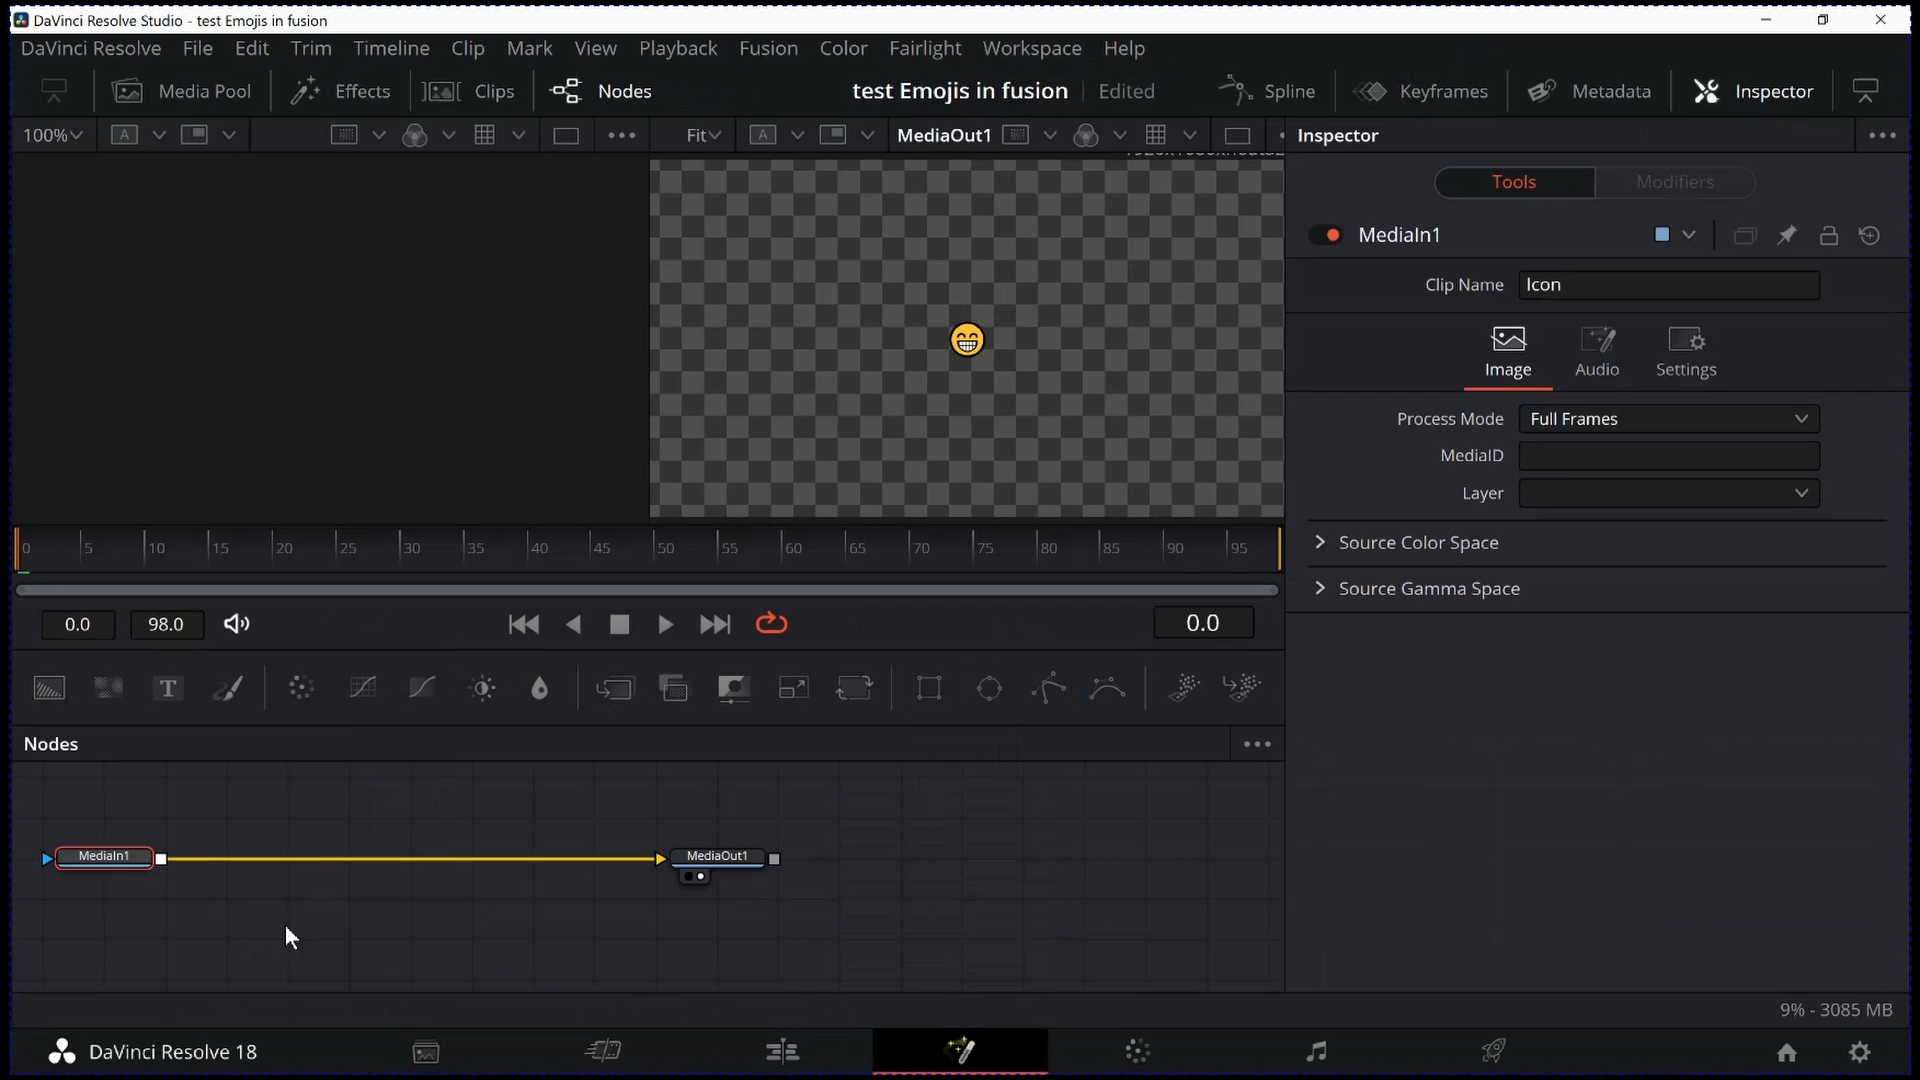 DaVinci Resolve Studio - test Emojis in fusion
DaVinci Resolve File Edit Trim Timeline Clip Mark View Playback Fusion Color Fairlight Workspace Help
Media Pool Effects Clips Nodes test Emojis in fusion Edited Spline Keyframes Metadata Inspector
100% A Fit A MediaOut1 Inspector
Tools Modifiers
MediaIn1
Clip Name Icon
Image Audio Settings
Process Mode Full Frames
MediaID
Layer
Source Color Space
Source Gamma Space
0 5 10 15 20 25 30 35 40 45 50 55 60 65 70 75 80 85 90 95
0.0 98.0 0.0
T
Nodes
MediaIn1 MediaOut1
9% - 3085 MB
DaVinci Resolve 18